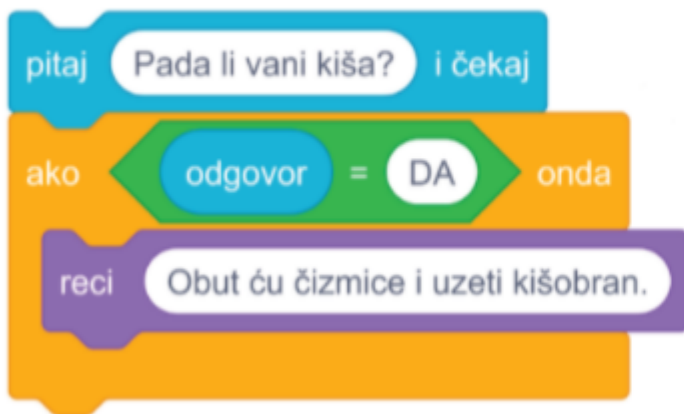 pitaj Pada li vani kiša? i čekaj
ako odgovor = DA onda
reci Obut ću čizmice i uzeti kišobran.